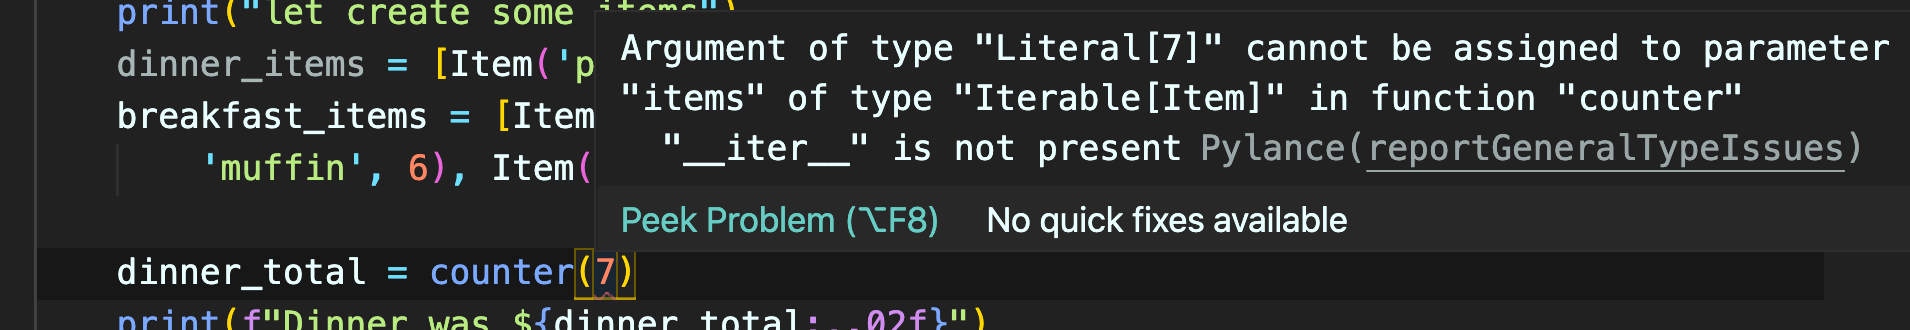 print("let create some items")
Argument of type "Literal[7]" cannot be assigned to parameter
dinner_items = [Item('p
"items" of type "Iterable[Item]" in function "counter"
breakfast_items = [Item
"__iter__" is not present Pylance(reportGeneralTypeIssues)
'muffin', 6), Item(
Peek Problem (⌥F8) No quick fixes available
dinner_total = counter(7)
print(f"Dinner was ${dinner_total:,.02f}")